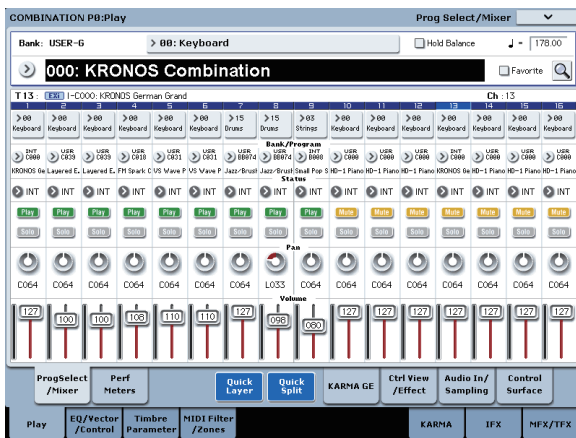 COMBINATION P0:Play Prog Select/Mixer
Bank: USER-G > 00: Keyboard Hold Balance ♩ = 178.00
000: KRONOS Combination Favorite
T13 : EXi I-C000: KRONOS German Grand Ch :13
1 2 3 4 5 6 7 8 9 10 11 12 13 14 15 16
>00 >00 >00 >00 >00 >00 >15 >15 >03 >00 >00 >00 >00 >00 >00 >00
Keyboard Keyboard Keyboard Keyboard Keyboard Keyboard Drums Drums Strings Keyboard Keyboard Keyboard Keyboard Keyboard Keyboard Keyboard
Bank/Program
INT USR USR USR USR USR USR USR INT USR USR USR INT USR USR USR
C000 C039 C039 C018 C031 C031 BB074 BB074 B008 C000 C000 C000 C000 C000 C000 C000
KRONOS Ge Layered E. Layered E. FM Spark C VS Wave P VS Wave P Jazz/Brush Jazz/Brush Small Pop S HD-1 Piano HD-1 Piano HD-1 Piano KRONOS Ge HD-1 Piano HD-1 Piano HD-1 Piano
Status
INT INT INT INT INT INT INT INT INT INT INT INT INT INT INT INT
Play Play Play Play Play Play Play Play Play Mute Mute Mute Mute Mute Mute Mute
Solo Solo Solo Solo Solo Solo Solo Solo Solo Solo Solo Solo Solo Solo Solo Solo
Pan
C064 C064 C064 C064 C064 C064 C064 L033 C064 C064 C064 C064 C064 C064 C064 C064
Volume
127 100 100 108 110 110 127 098 080 127 127 127 127 127 127 127
ProgSelect /Mixer Perf Meters Quick Layer Quick Split KARMA GE Ctrl View /Effect Audio In/ Sampling Control Surface
Play EQ/Vector /Control Timbre Parameter MIDI Filter /Zones KARMA IFX MFX/TFX